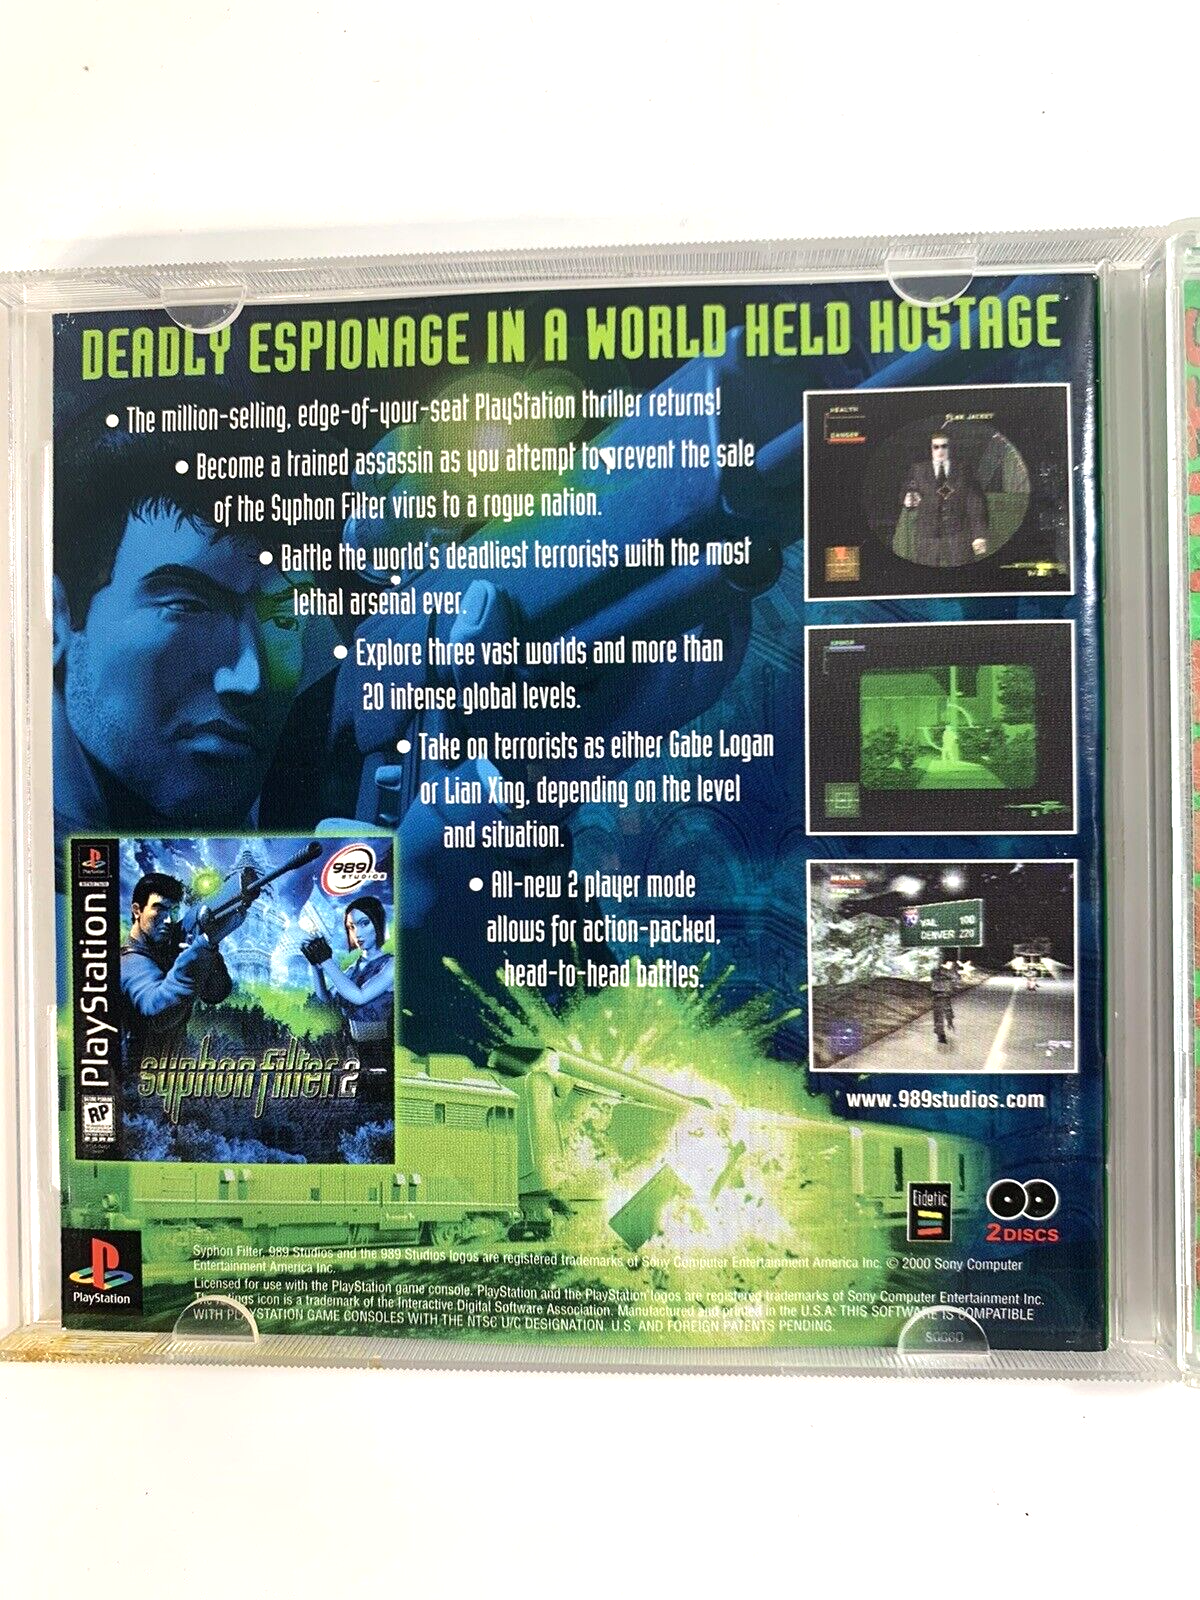 DEADLY ESPIONAGE IN A WORLD HELD HOSTAGE
• The million-selling, edge-of-your-seat PlayStation thriller returns!
• Become a trained assassin as you attempt to prevent the sale
of the Syphon Filter virus to a rogue nation.
• Battle the world's deadliest terrorists with the most
lethal arsenal ever.
• Explore three vast worlds and more than
20 intense global levels.
• Take on terrorists as either Gabe Logan
or Lian Xing, depending on the level
and situation.
• All-new 2 player mode
allows for action-packed,
head-to-head battles.
HEALTH
DANGER
FLAK JACKET
HEALTH
VAIL 100
DENVER 220
www.989studios.com
PlayStation
PlayStation
989
STUDIOS
syphon filter 2
RP
Eidetic
2 DISCS
PlayStation
Syphon Filter, 989 Studios and the 989 Studios logos are registered trademarks of Sony Computer Entertainment America Inc. © 2000 Sony Computer
Entertainment America Inc.
Licensed for use with the PlayStation game console. PlayStation and the PlayStation logos are registered trademarks of Sony Computer Entertainment Inc.
The ratings icon is a trademark of the Interactive Digital Software Association. Manufactured and printed in the U.S.A. THIS SOFTWARE IS COMPATIBLE
WITH PLAYSTATION GAME CONSOLES WITH THE NTSC U/C DESIGNATION. U.S. AND FOREIGN PATENTS PENDING.